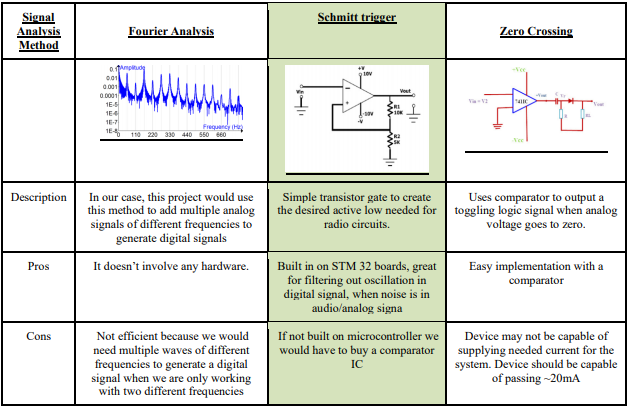 Signal
Analysis
Method
Fourier Analysis
Schmitt trigger
Zero Crossing
Amplitude
0.1
0.01
0.001
0.0001
1E-5
1E-6
1E-7
1E-8
Frequency (Hz)
110 220 330 440 550 660
+V
10V
Vin
Vout
R1
10K
-10V
-V
R2
5K
Vout
R
RL
Description
In our case, this project would use
this method to add multiple analog
signals of different frequencies to
generate digital signals
Simple transistor gate to create
the desired active low needed for
radio circuits.
Uses comparator to output a
toggling logic signal when analog
voltage goes to zero.
Pros
It doesn't involve any hardware.
Built in on STM 32 boards, great
for filtering out oscillation in
digital signal, when noise is in
audio/analog signa
Easy implementation with a
comparator
Cons
Not efficient because we would
need multiple waves of different
frequencies to generate a digital
signal when we are only working
with two different frequencies
If not built on microcontroller we
would have to buy a comparator
IC
Device may not be capable of
supplying needed current for the
system. Device should be capable
of passing ~20mA